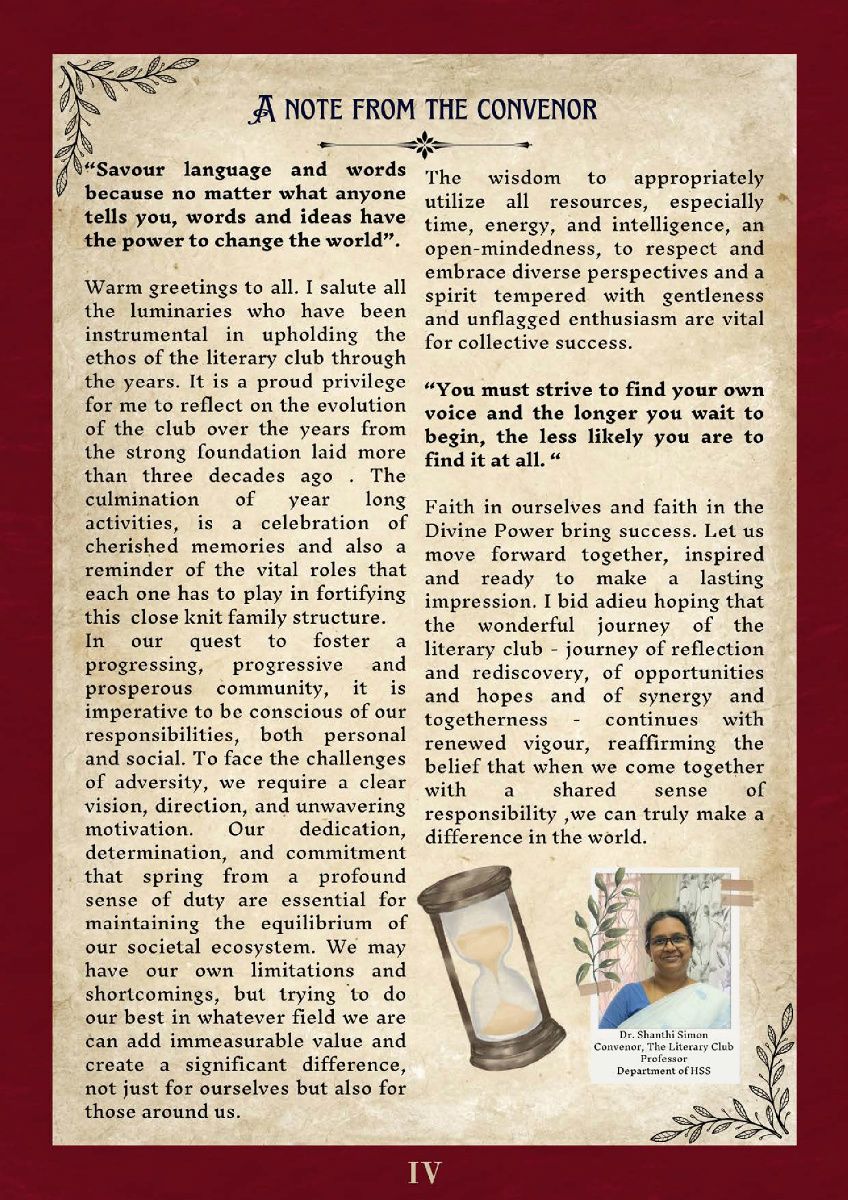 A NOTE FROM THE CONVENOR
“Savour language and words
because no matter what anyone
tells you, words and ideas have
the power to change the world”.
Warm greetings to all. I salute all
the luminaries who have been
instrumental in upholding the
ethos of the literary club through
the years. It is a proud privilege
for me to reflect on the evolution
of the club over the years from
the strong foundation laid more
than three decades ago . The
culmination of year long
activities, is a celebration of
cherished memories and also a
reminder of the vital roles that
each one has to play in fortifying
this close knit family structure.
In our quest to foster a
progressing, progressive and
prosperous community, it is
imperative to be conscious of our
responsibilities, both personal
and social. To face the challenges
of adversity, we require a clear
vision, direction, and unwavering
motivation. Our dedication,
determination, and commitment
that spring from a profound
sense of duty are essential for
maintaining the equilibrium of
our societal ecosystem. We may
have our own limitations and
shortcomings, but trying to do
our best in whatever field we are
can add immeasurable value and
create a significant difference,
not just for ourselves but also for
those around us.
The wisdom to appropriately
utilize all resources, especially
time, energy, and intelligence, an
open-mindedness, to respect and
embrace diverse perspectives and a
spirit tempered with gentleness
and unflagged enthusiasm are vital
for collective success.
“You must strive to find your own
voice and the longer you wait to
begin, the less likely you are to
find it at all. “
Faith in ourselves and faith in the
Divine Power bring success. Let us
move forward together, inspired
and ready to make a lasting
impression. I bid adieu hoping that
the wonderful journey of the
literary club - journey of reflection
and rediscovery, of opportunities
and hopes and of synergy and
togetherness - continues with
renewed vigour, reaffirming the
belief that when we come together
with a shared sense of
responsibility ,we can truly make a
difference in the world.
Dr. Shanthi Simon
Convenor, The Literary Club
Professor
Department of HSS
IV